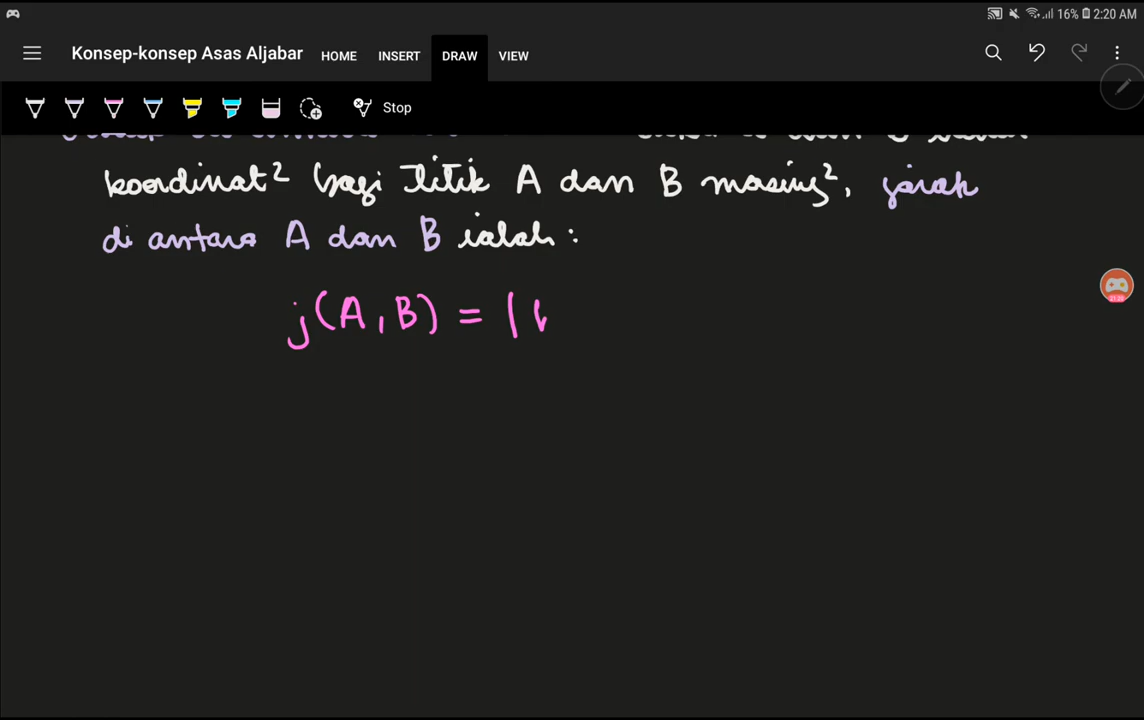 16% 2:20 AM
Konsep-konsep Asas Aljabar HOME INSERT DRAW VIEW
Stop
koordinat² bagi titik A dan B masing², jarak
di antara A dan B ialah :
j(A,B) = |